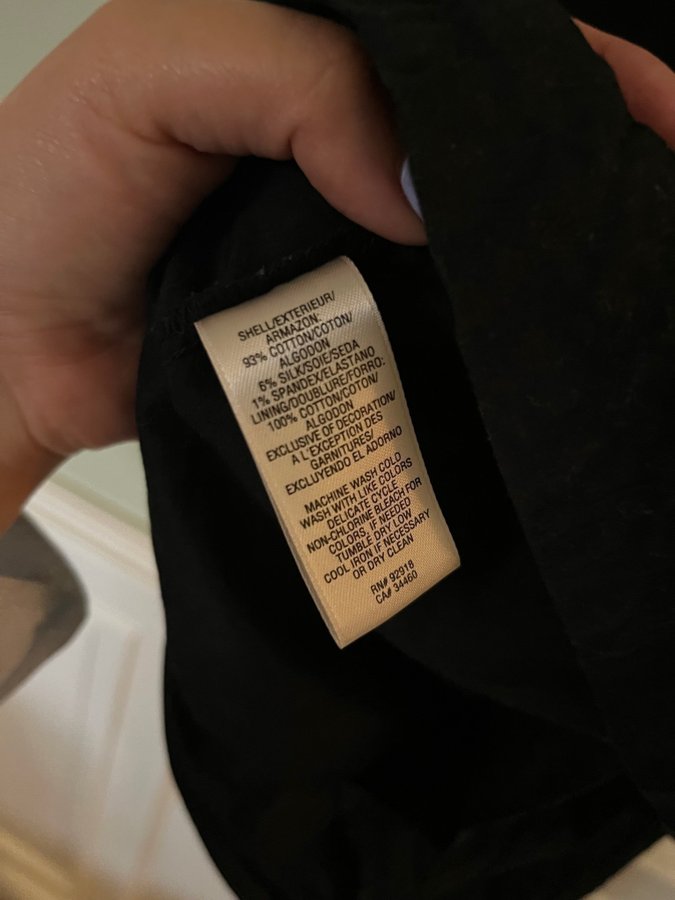 SHELL/EXTERIEUR/
ARMAZON:
93% COTTON/COTON/
ALGODON
6% SILK/SOIE/SEDA
1% SPANDEX/ELASTANO
LINING/DOUBLURE/FORRO:
100% COTTON/COTON/
ALGODON
EXCLUSIVE OF DECORATION/
À L'EXCEPTION DES
GARNITURES/
EXCLUYENDO EL ADORNO
MACHINE WASH COLD
WASH WITH LIKE COLORS
DELICATE CYCLE
NON-CHLORINE BLEACH FOR
COLORS, IF NEEDED
TUMBLE DRY LOW
COOL IRON IF NECESSARY
OR DRY CLEAN
RN# 92918
CA# 34460